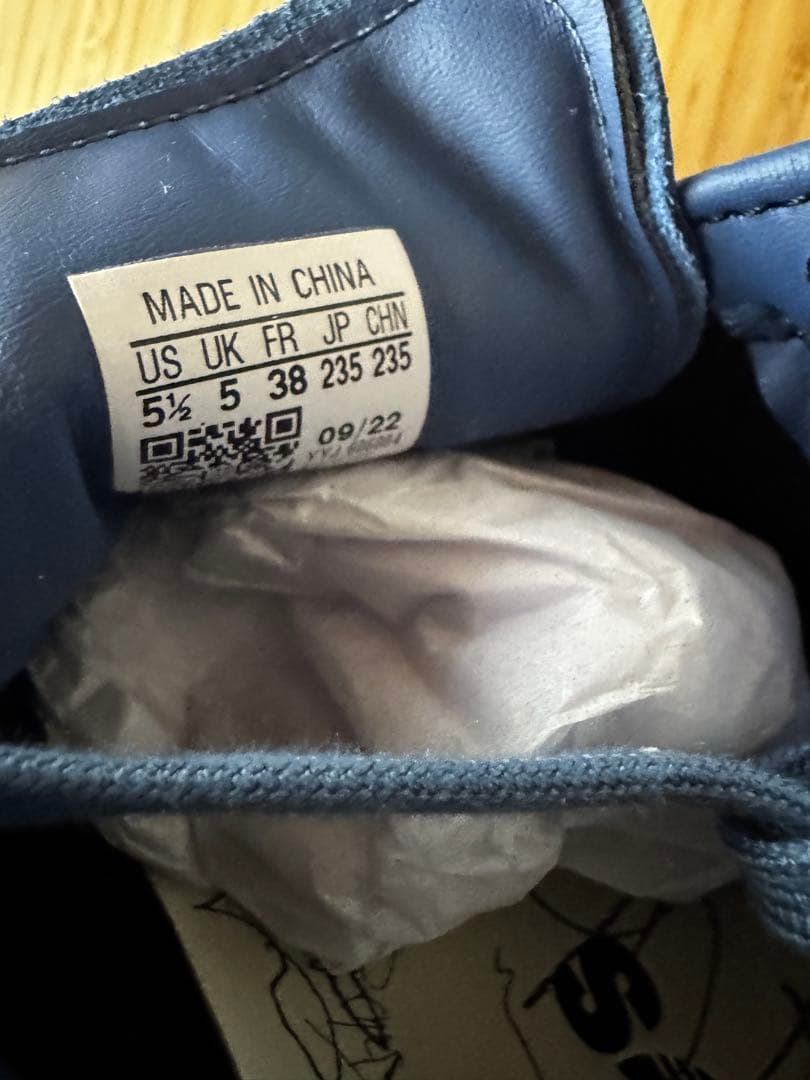 MADE IN CHINA
US UK FR JP CHN
5½ 5 38 235 235
09/22
S